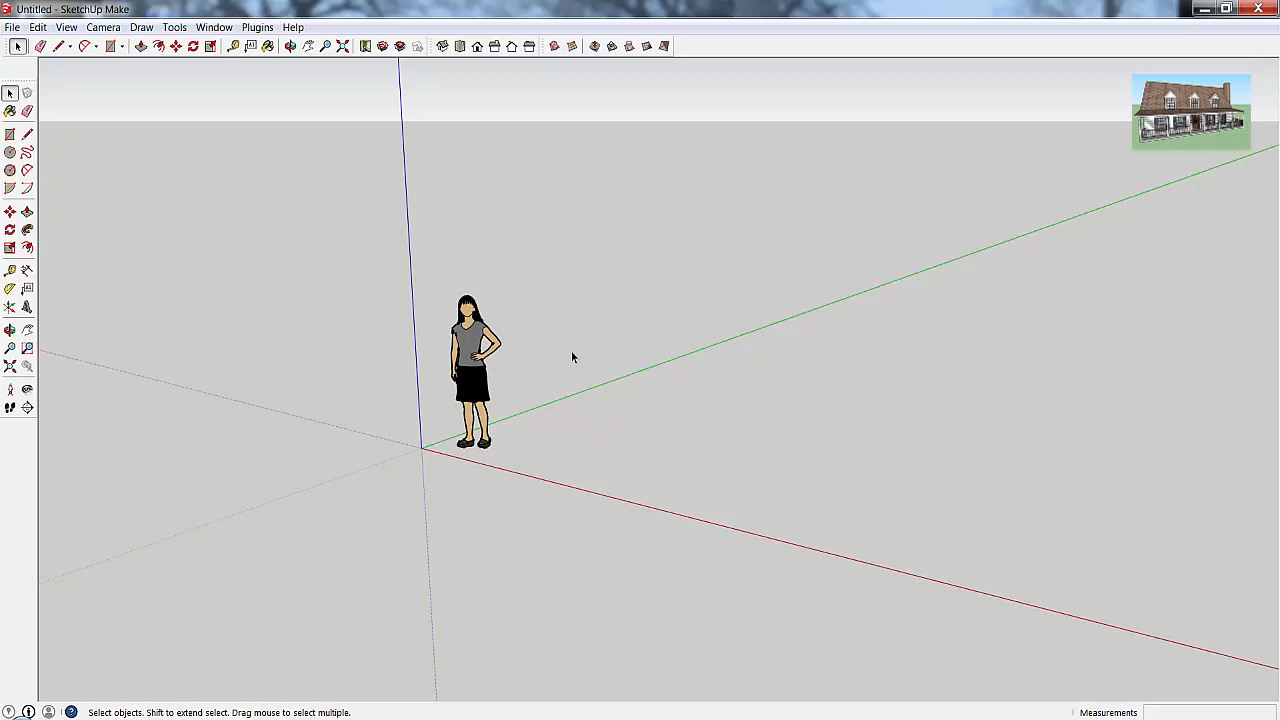 Untitled - SketchUp Make
File Edit View Camera Draw Tools Window Plugins Help
Select objects. Shift to extend select. Drag mouse to select multiple.
Measurements